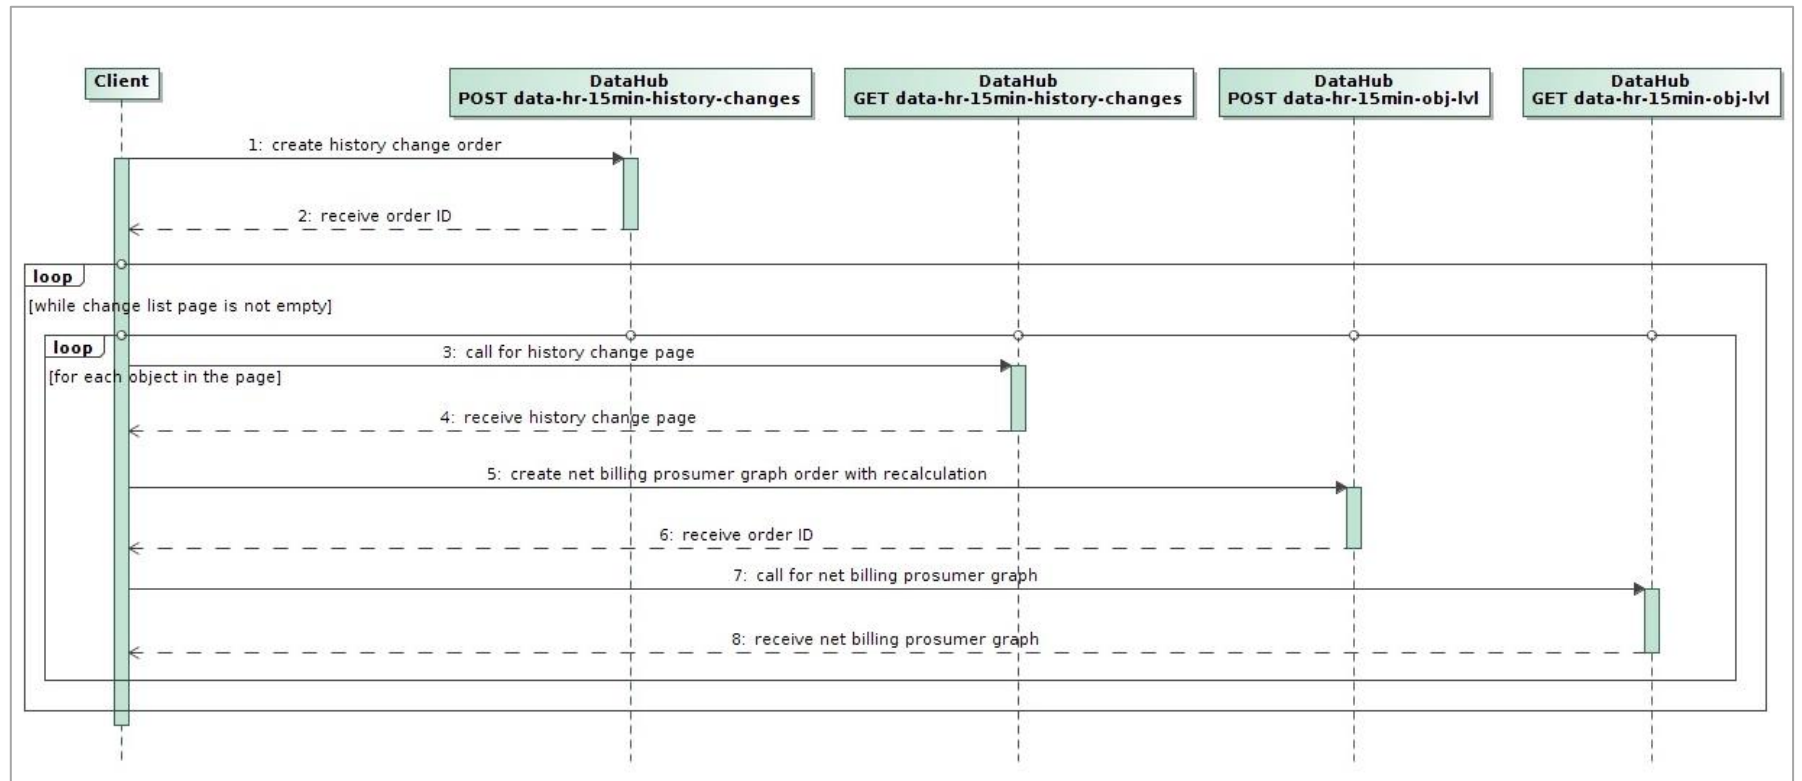 Client
DataHub
POST data-hr-15min-history-changes
DataHub
GET data-hr-15min-history-changes
DataHub
POST data-hr-15min-obj-lvl
DataHub
GET data-hr-15min-obj-lvl
1: create history change order
2: receive order ID
loop
[while change list page is not empty]
loop
3: call for history change page
[for each object in the page]
4: receive history change page
5: create net billing prosumer graph order with recalculation
6: receive order ID
7: call for net billing prosumer graph
8: receive net billing prosumer graph